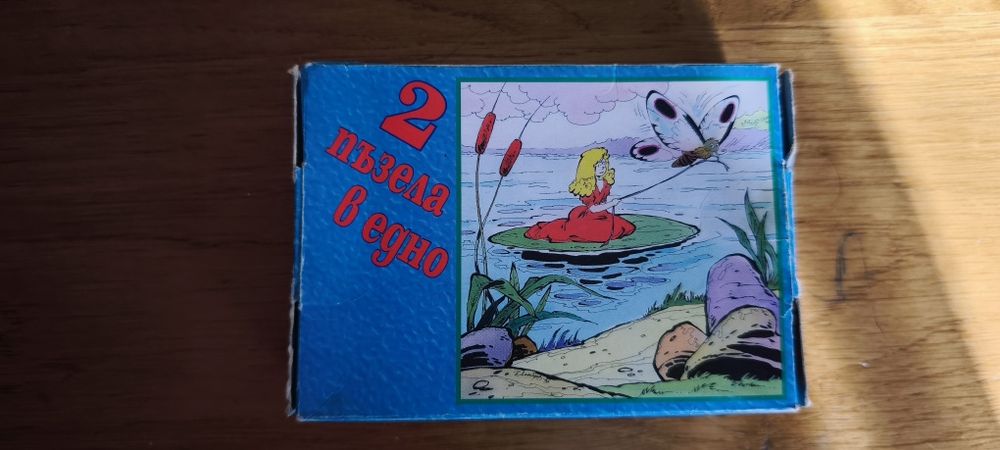 2
пъзела
в едно